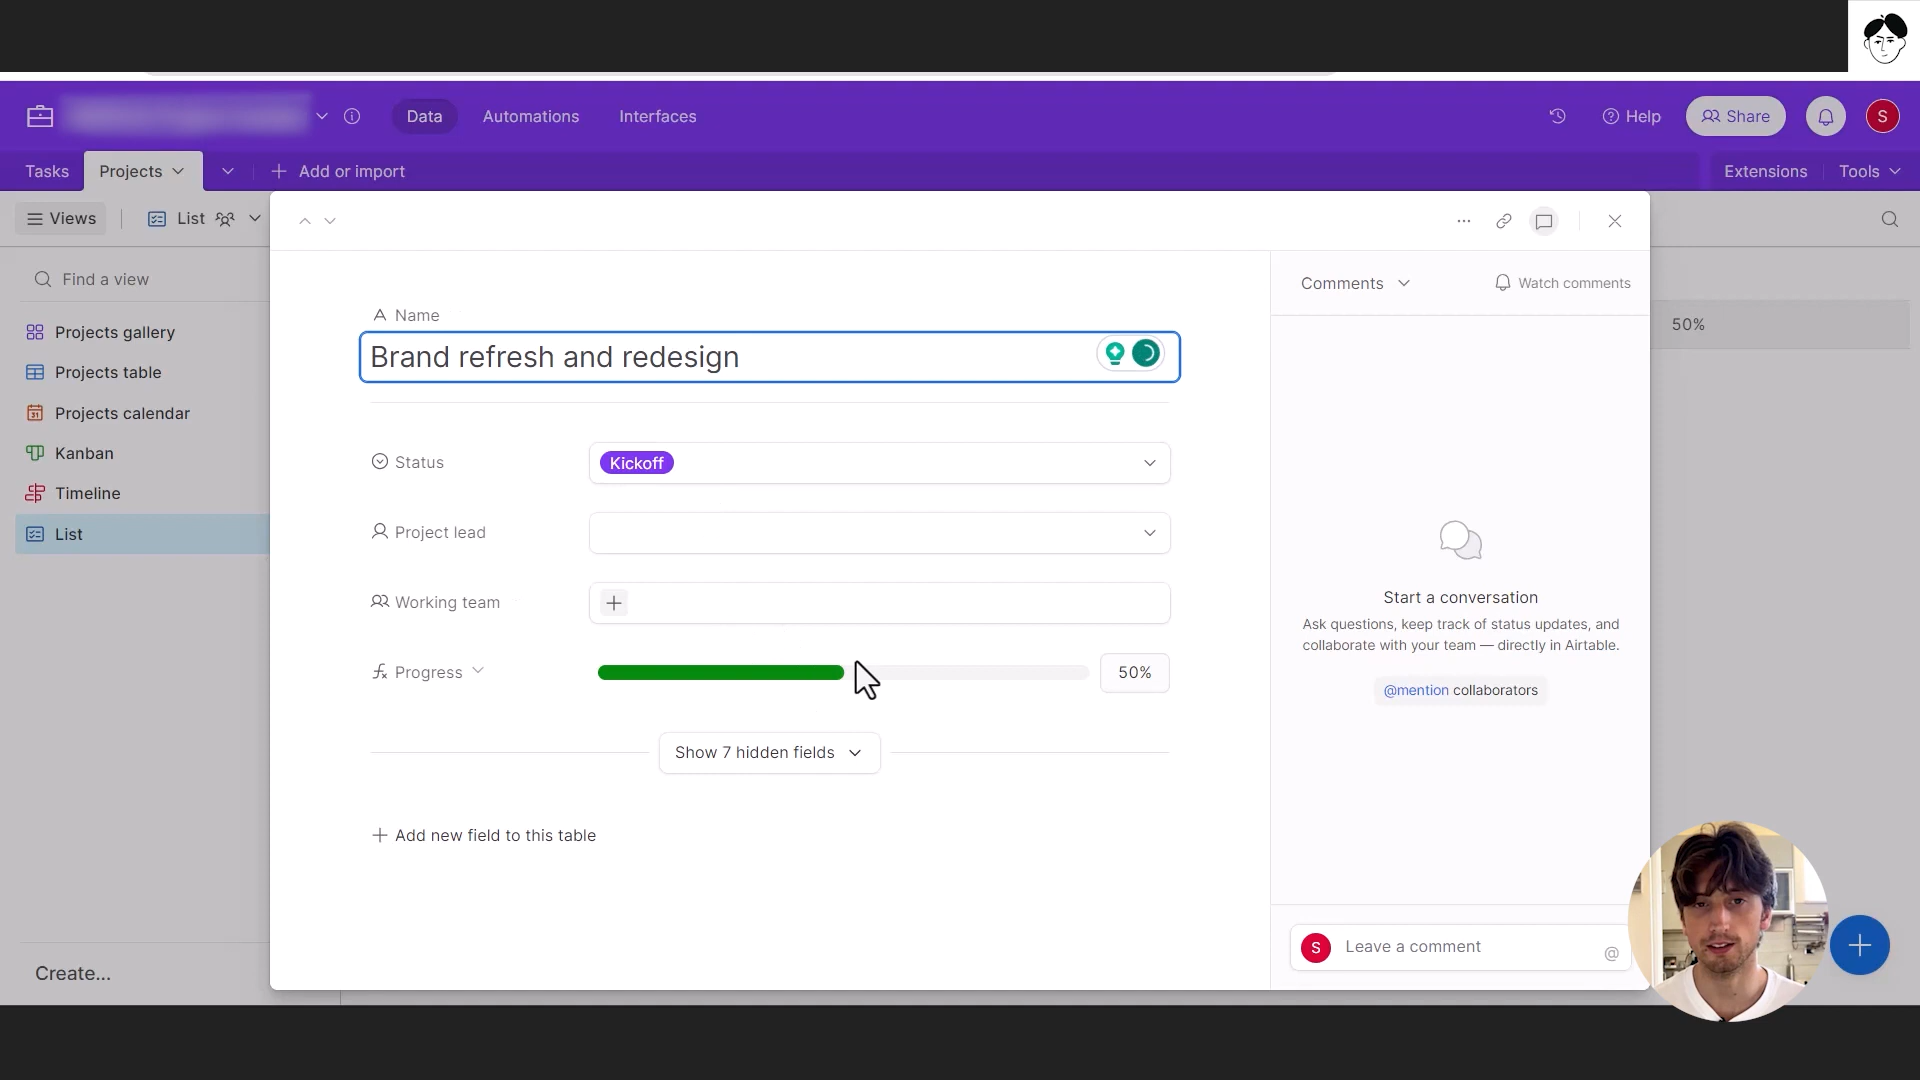 Data
Automations
Interfaces
Help
Share
S
Tasks
Projects
Add or import
Extensions
Tools
Views
List
Find a view
Projects gallery
Projects table
31
Projects calendar
Kanban
Timeline
List
Create...
A Name
Brand refresh and redesign
Status
Kickoff
Project lead
Working team
fx Progress
50%
Show 7 hidden fields
Add new field to this table
Comments
Watch comments
Start a conversation
Ask questions, keep track of status updates, and
collaborate with your team — directly in Airtable.
@mention collaborators
S
Leave a comment
@
50%